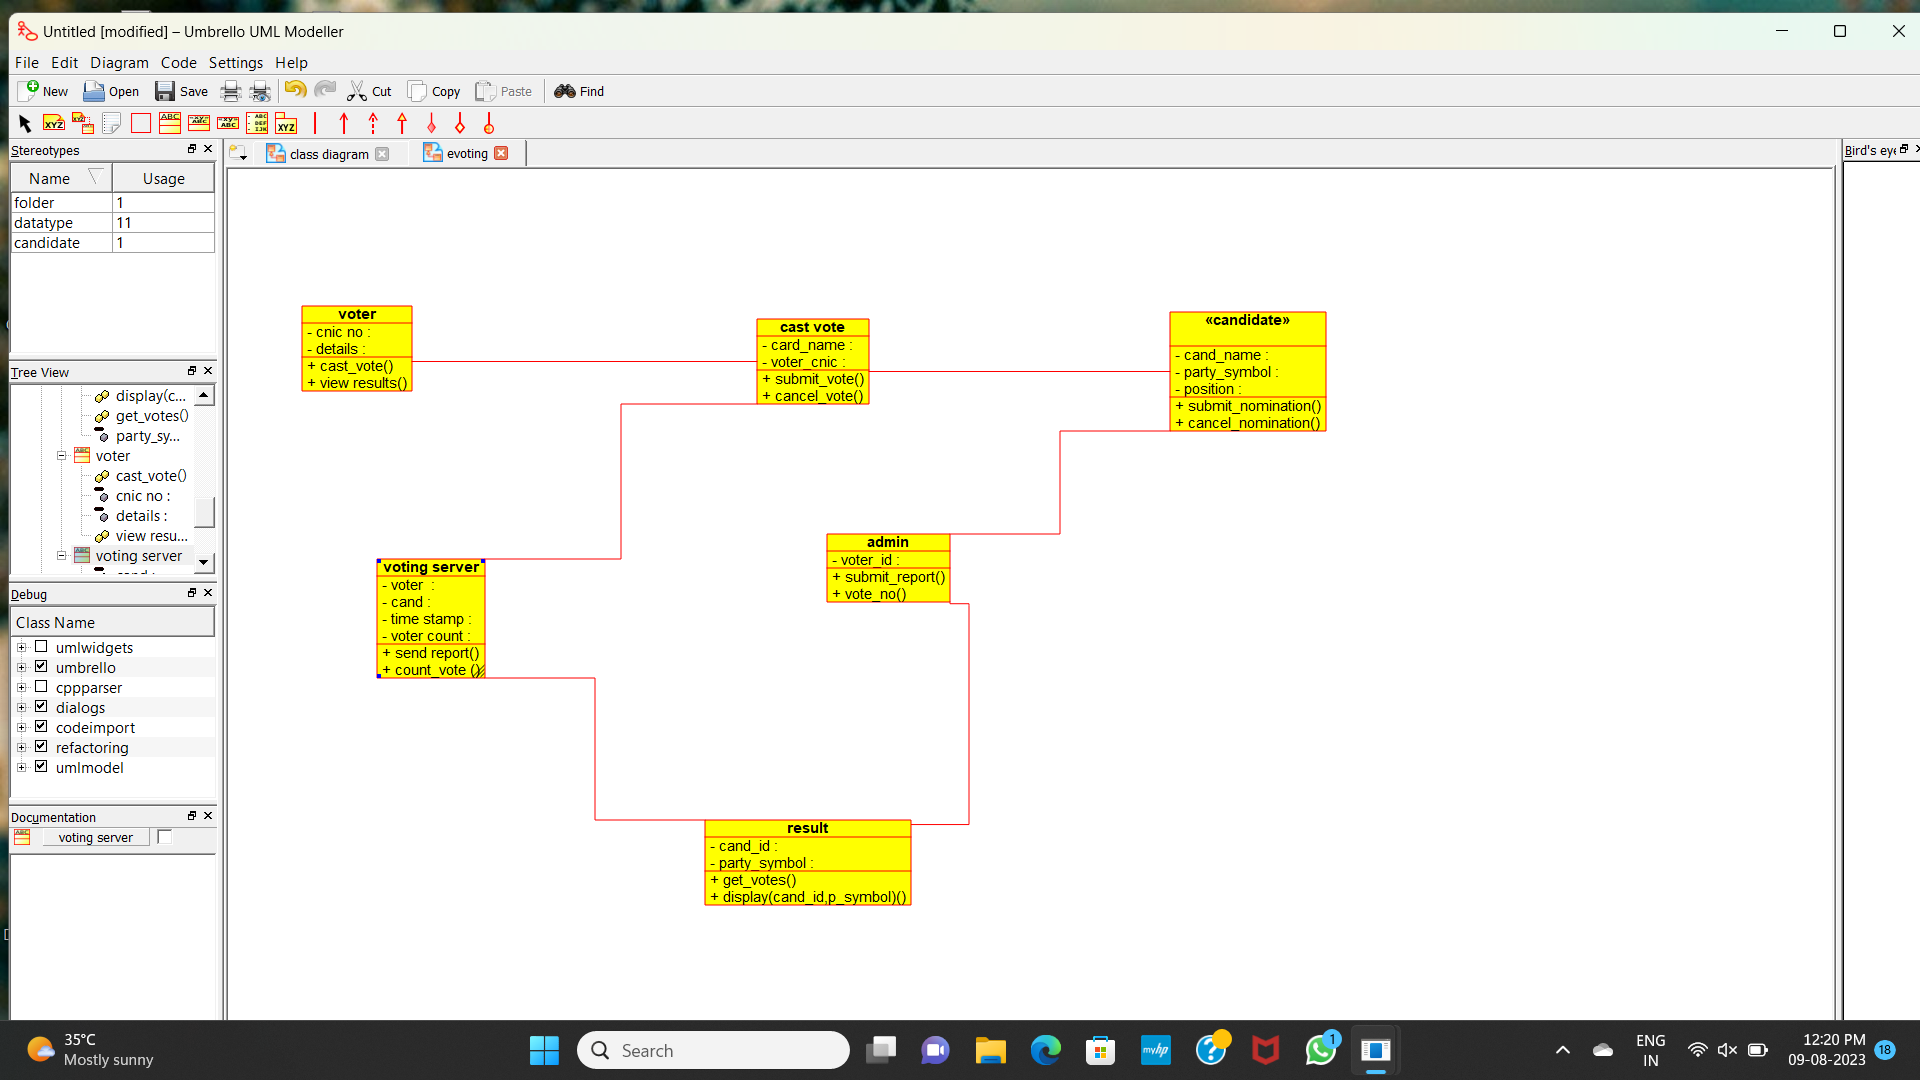 Untitled [modified] – Umbrello UML Modeller
File Edit Diagram Code Settings Help
New Open Save Cut Copy Paste Find
Stereotypes
Name Usage
folder 1
datatype 11
candidate 1
Tree View
display(c...
get_votes()
party_sy...
voter
cast_vote()
cnic no :
details :
view resu...
voting server
Debug
Class Name
umlwidgets
umbrello
cppparser
dialogs
codeimport
refactoring
umlmodel
Documentation
voting server
class diagram evoting
Bird's eye
voter
- cnic no :
- details :
+ cast_vote()
+ view results()
cast vote
- card_name :
- voter_cnic :
+ submit_vote()
+ cancel_vote()
«candidate»
- cand_name :
- party_symbol :
- position :
+ submit_nomination()
+ cancel_nomination()
voting server
- voter :
- cand :
- time stamp :
- voter count :
+ send report()
+ count_vote ()
admin
- voter_id :
+ submit_report()
+ vote_no()
result
- cand_id :
- party_symbol :
+ get_votes()
+ display(cand_id,p_symbol)()
35°C
Mostly sunny
Search
myhp
1
ENG
IN
12:20 PM
09-08-2023
18